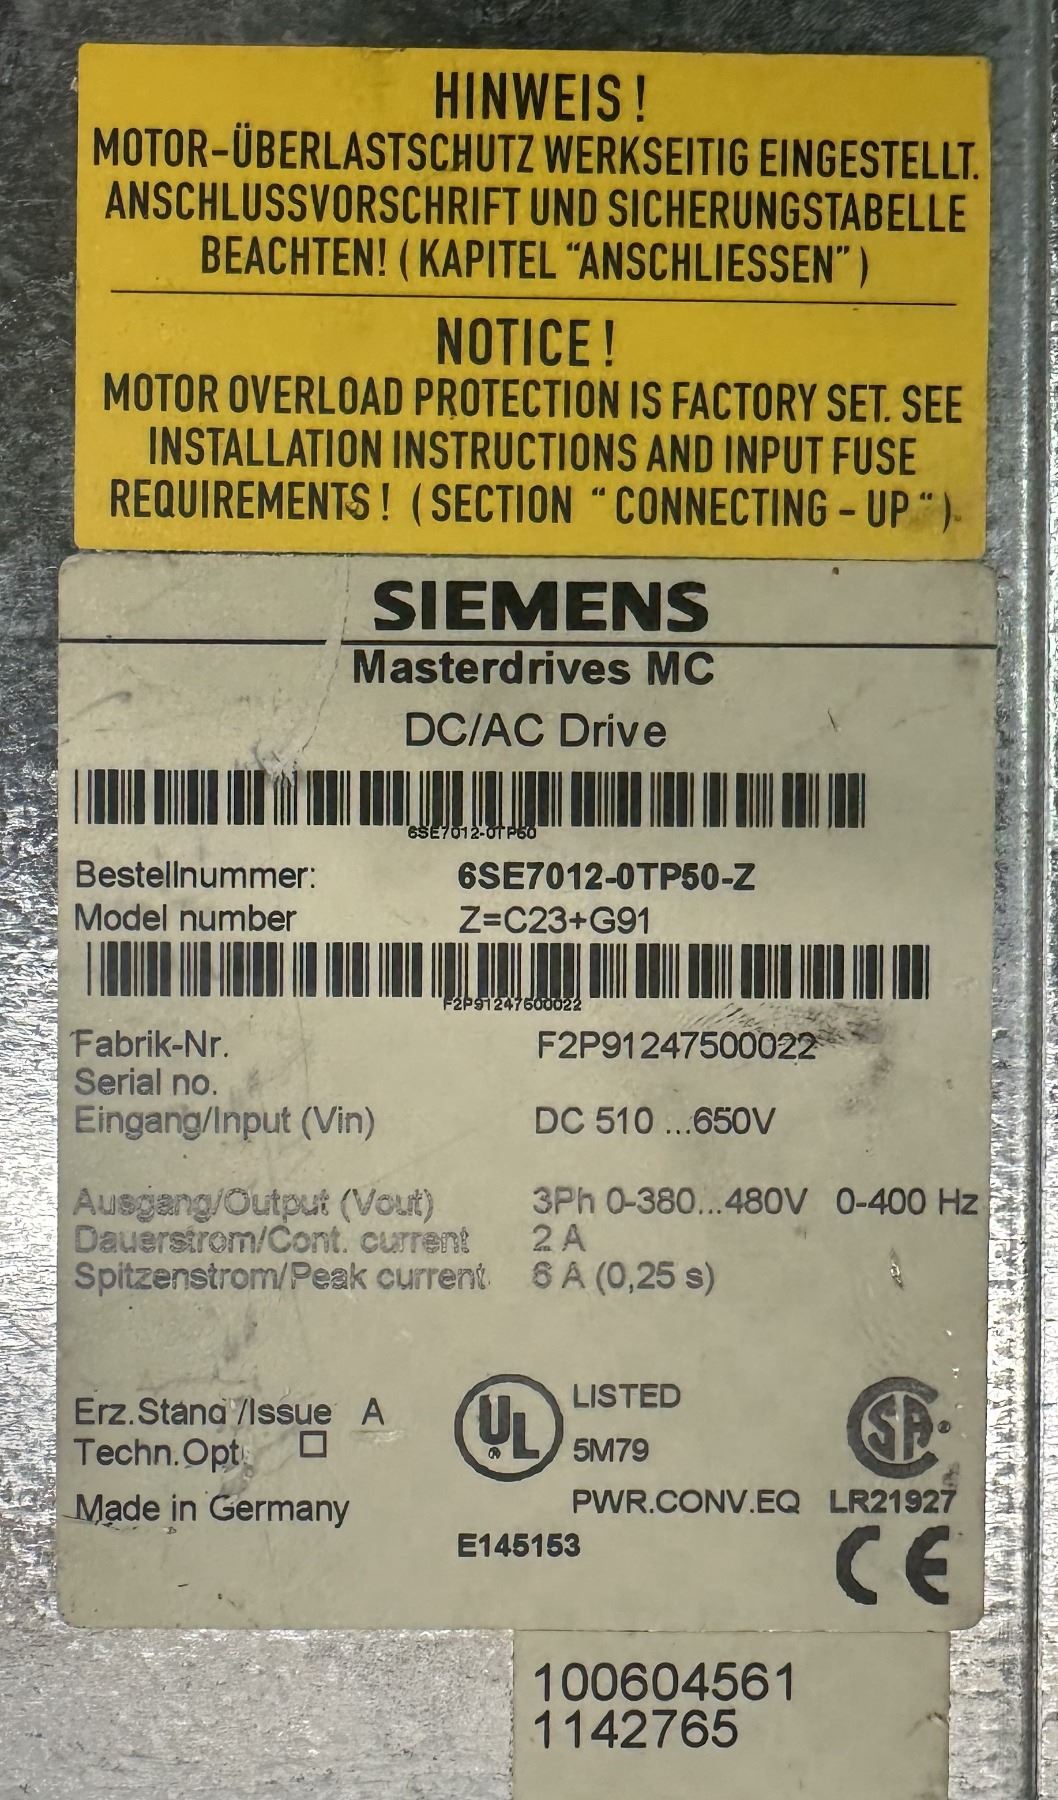 HINWEIS !
MOTOR-ÜBERLASTSCHUTZ WERKSEITIG EINGESTELLT.
ANSCHLUSSVORSCHRIFT UND SICHERUNGSTABELLE
BEACHTEN! ( KAPITEL “ANSCHLIESSEN” )
NOTICE !
MOTOR OVERLOAD PROTECTION IS FACTORY SET. SEE
INSTALLATION INSTRUCTIONS AND INPUT FUSE
REQUIREMENTS ! ( SECTION “ CONNECTING - UP “ ).
SIEMENS
Masterdrives MC
DC/AC Drive
6SE7012-0TP50
Bestellnummer: 6SE7012-0TP50-Z
Model number Z=C23+G91
F2P91247500022
Fabrik-Nr. F2P91247500022
Serial no.
Eingang/Input (Vin) DC 510 ...650V
Ausgang/Output (Vout) 3Ph 0-380...480V 0-400 Hz
Dauerstrom/Cont. current 2 A
Spitzenstrom/Peak current 6 A (0,25 s)
Erz.Stand /Issue A
Techn.Opt.
UL ® LISTED
5M79
SA ®
Made in Germany
PWR.CONV.EQ LR21927
E145153
CE
100604561
1142765